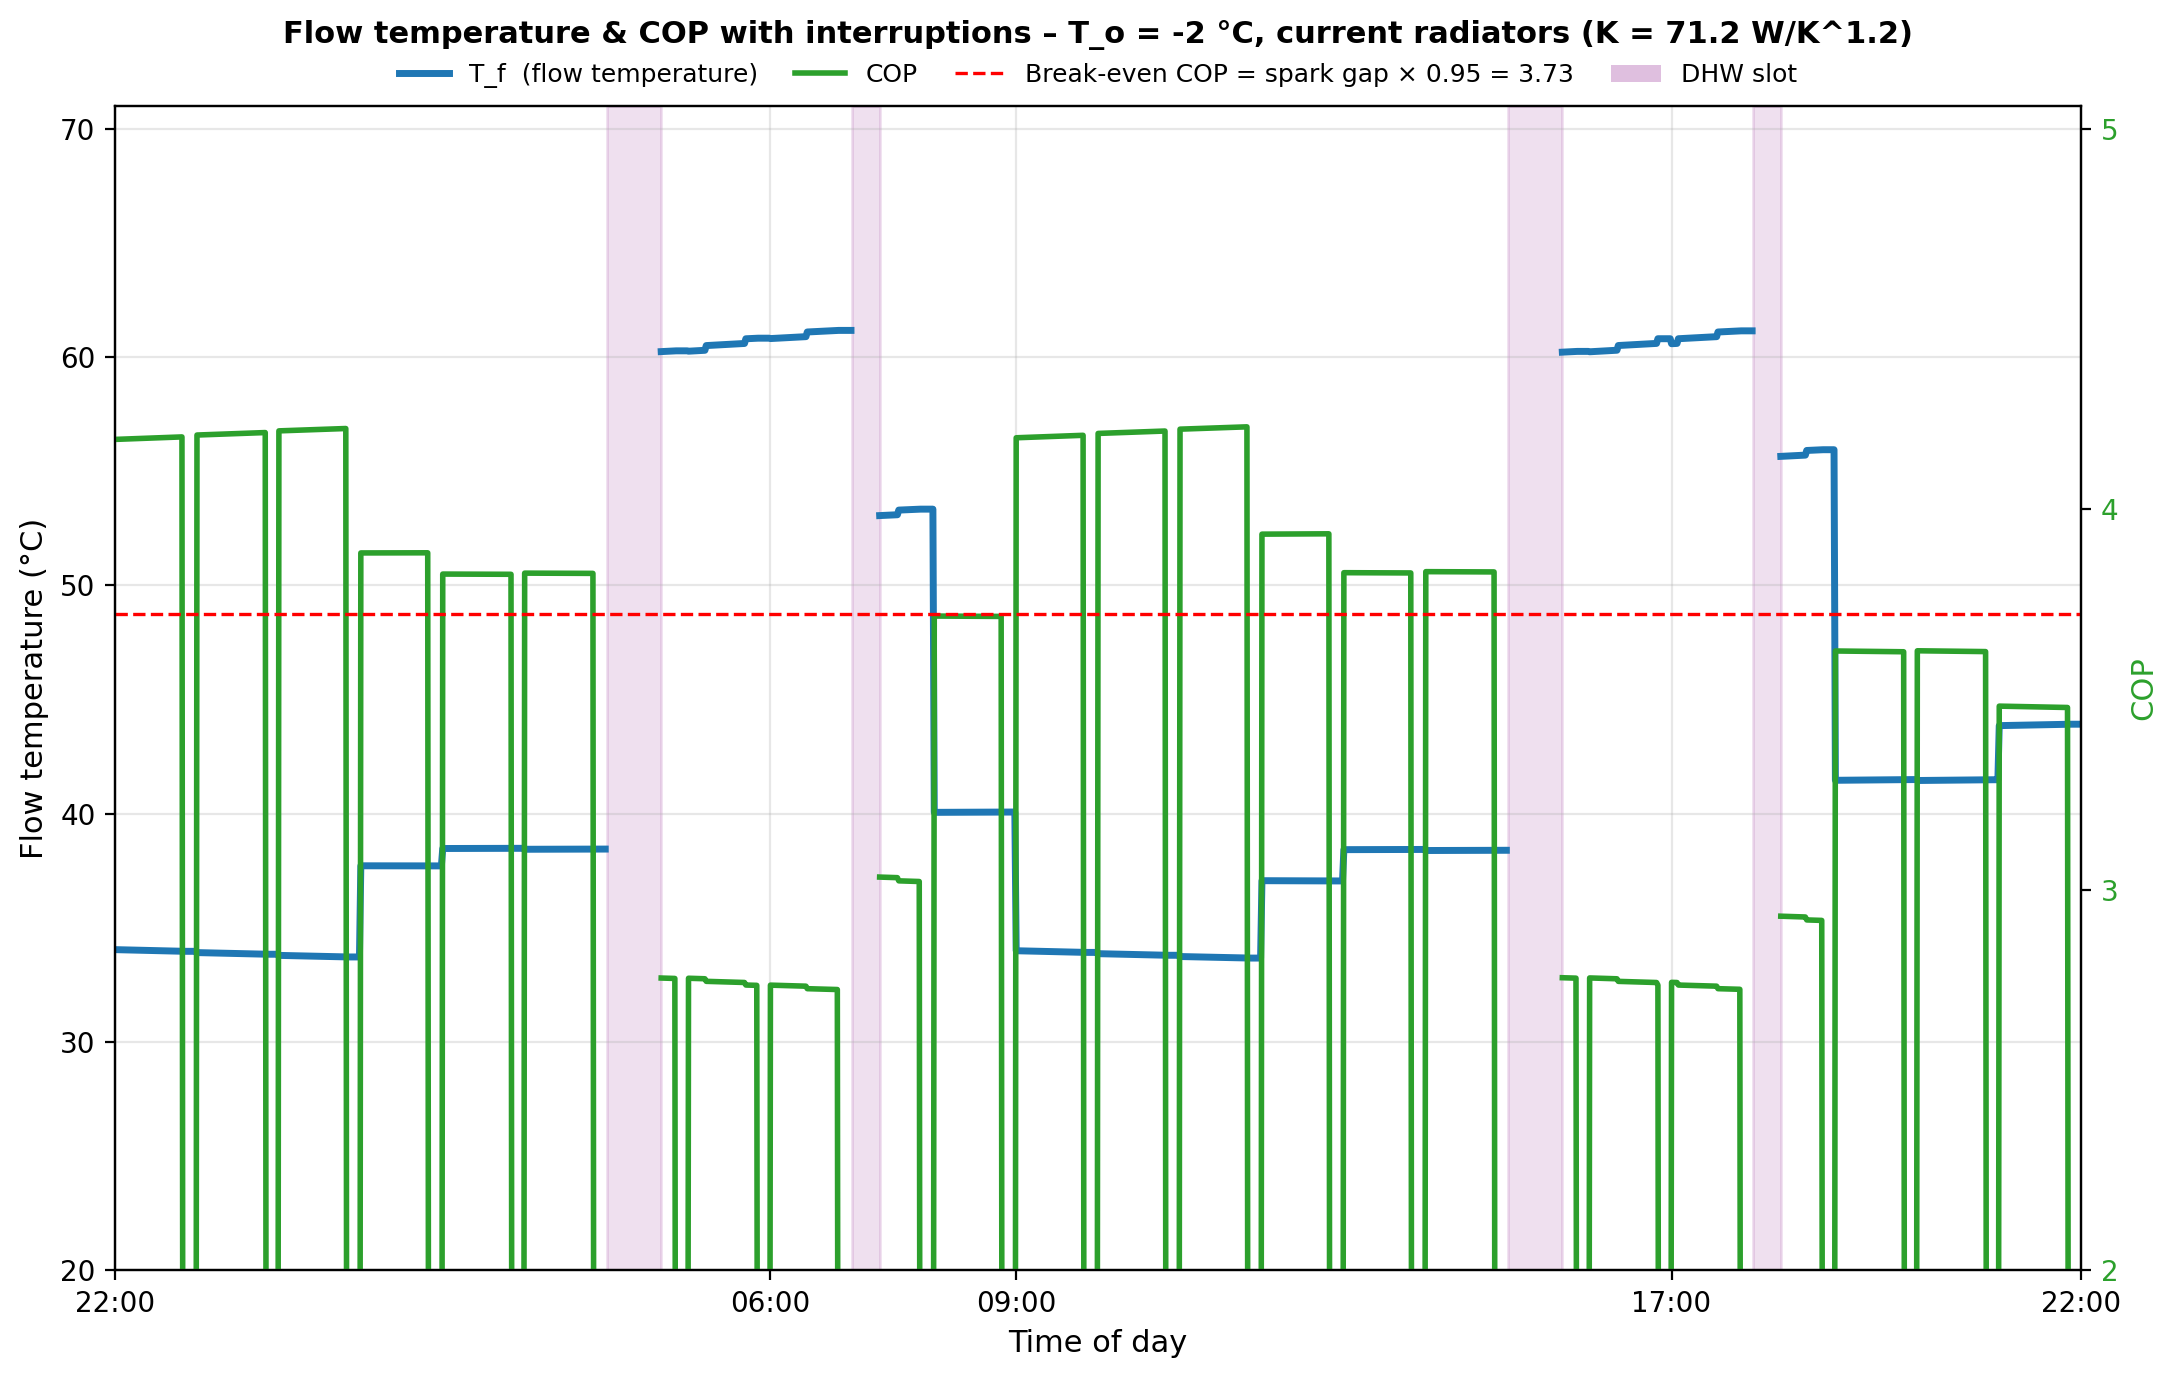 Flow temperature & COP with interruptions – T_o = -2 °C, current radiators (K = 71.2 W/K^1.2)
T_f  (flow temperature)
COP
Break-even COP = spark gap × 0.95 = 3.73
DHW slot
Flow temperature (°C)
70
60
50
40
30
20
5
4
3
2
COP
22:00
06:00
09:00
17:00
22:00
Time of day